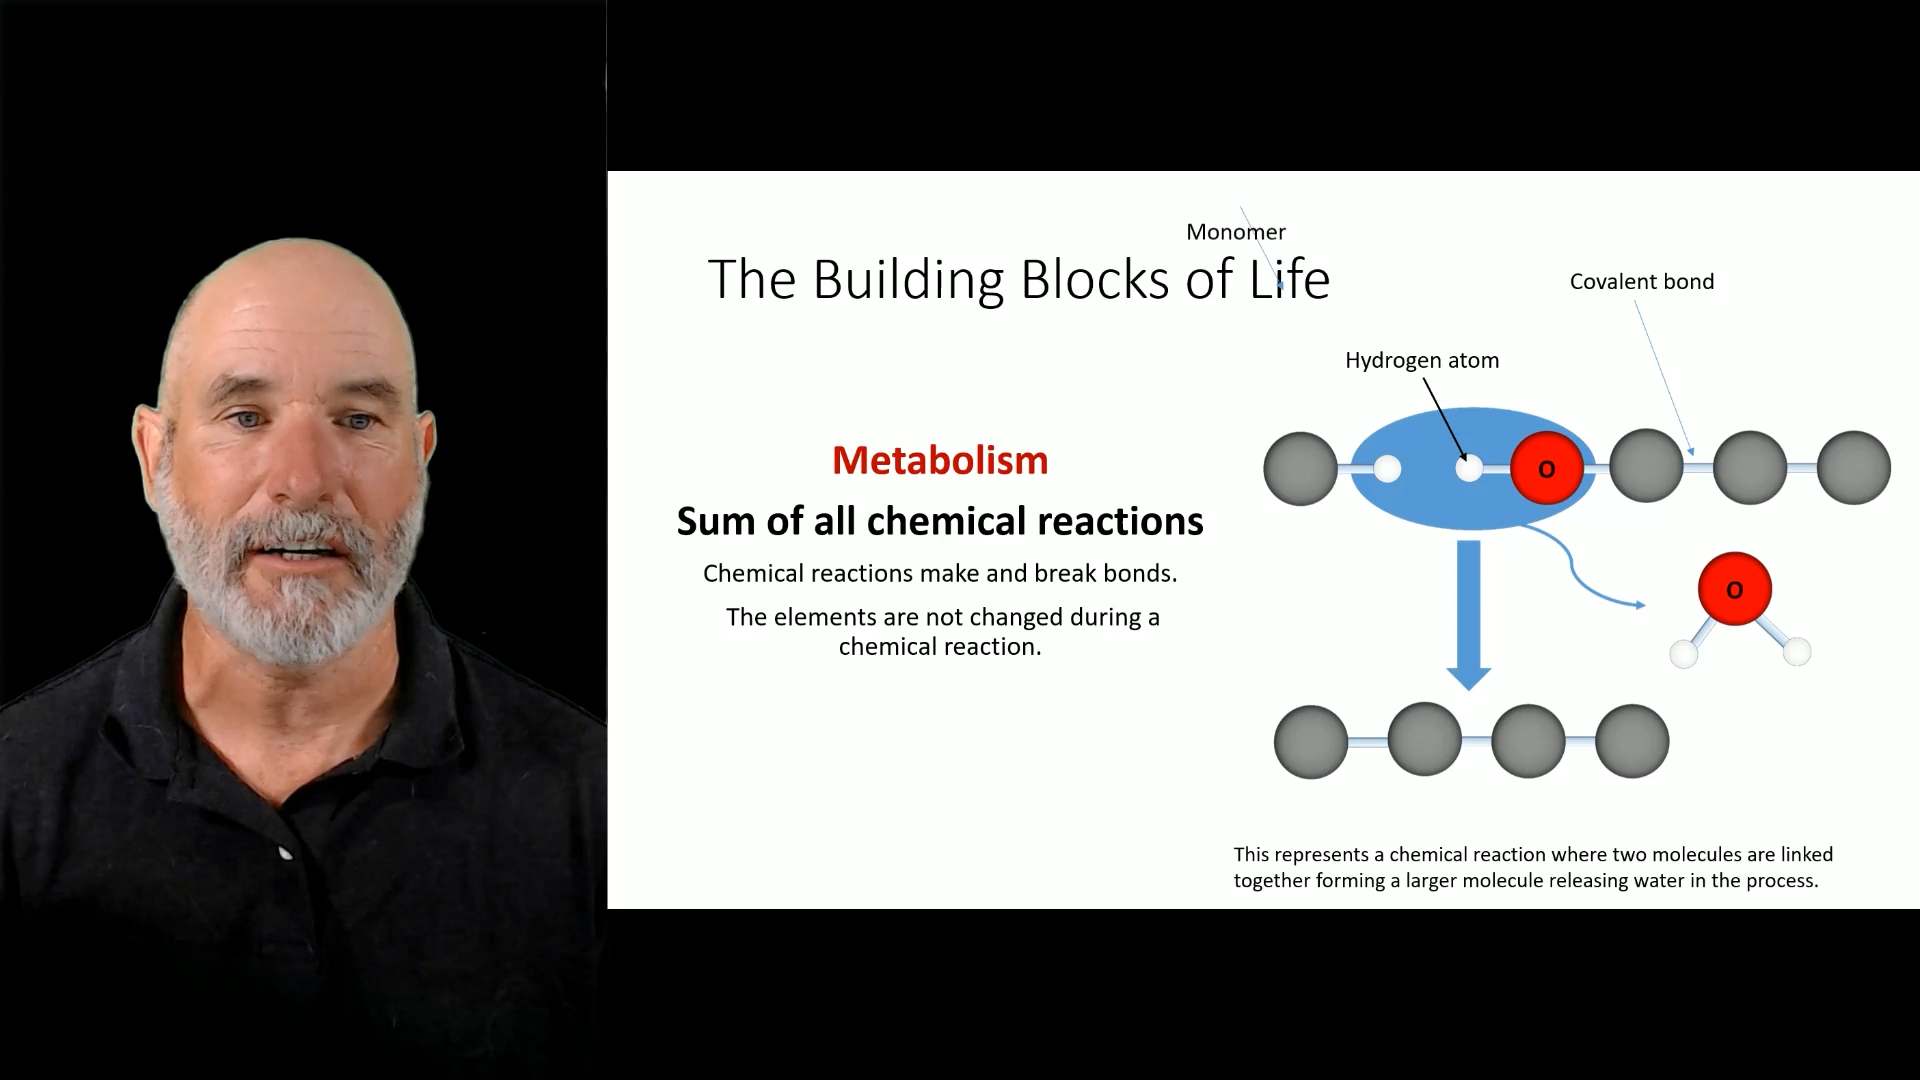 Monomer
The Building Blocks of Life
Covalent bond
Hydrogen atom
O
Metabolism
Sum of all chemical reactions
Chemical reactions make and break bonds.
The elements are not changed during a
chemical reaction.
O
This represents a chemical reaction where two molecules are linked
together forming a larger molecule releasing water in the process.